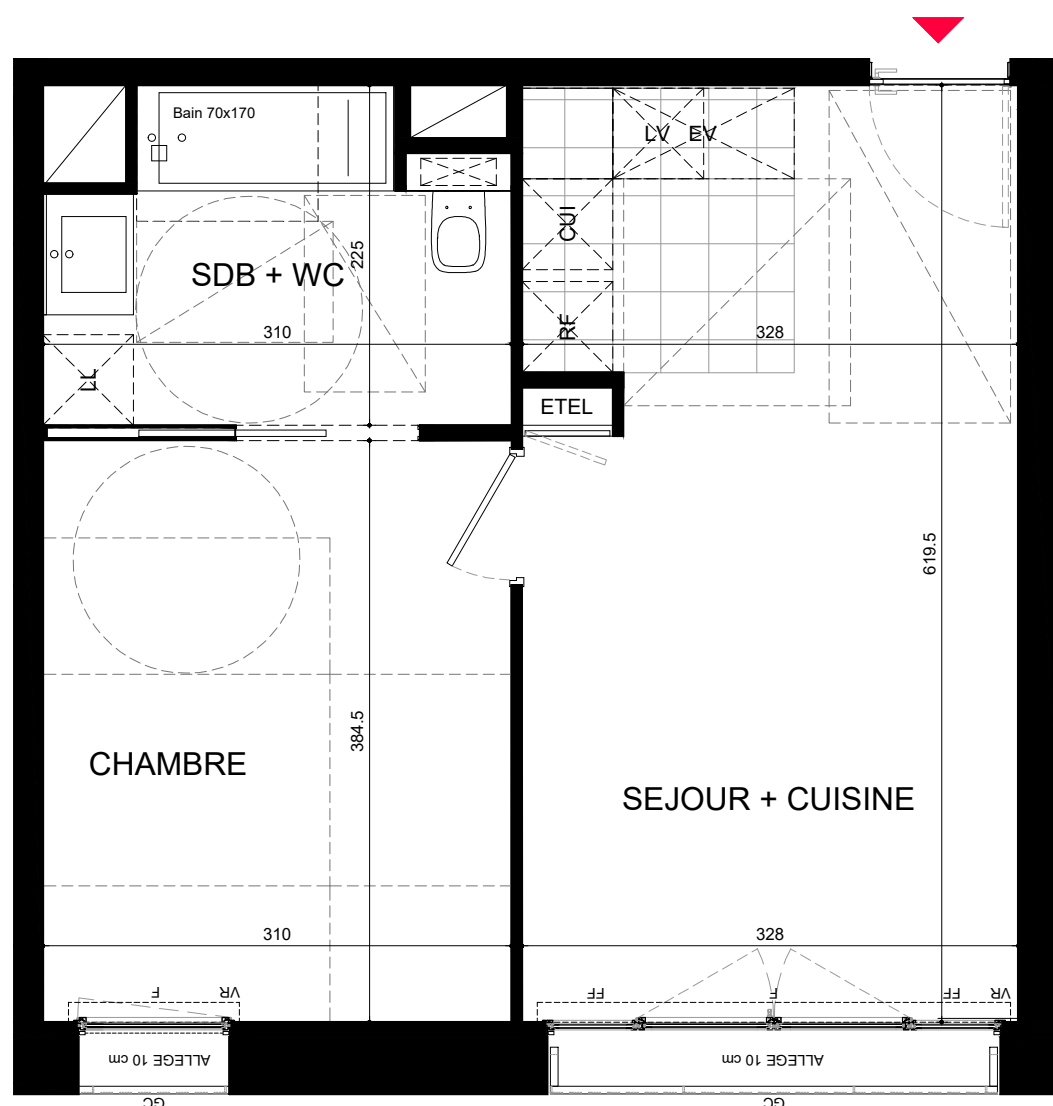 Bain 70x170
LV EV
CUI
SDB + WC
225
310
328
RF
LL
ETEL
619.5
384.5
CHAMBRE
SEJOUR + CUISINE
310
328
F
VR
FF
F
FF
VR
ALLEGE 10 cm
ALLEGE 10 cm
GC
GC